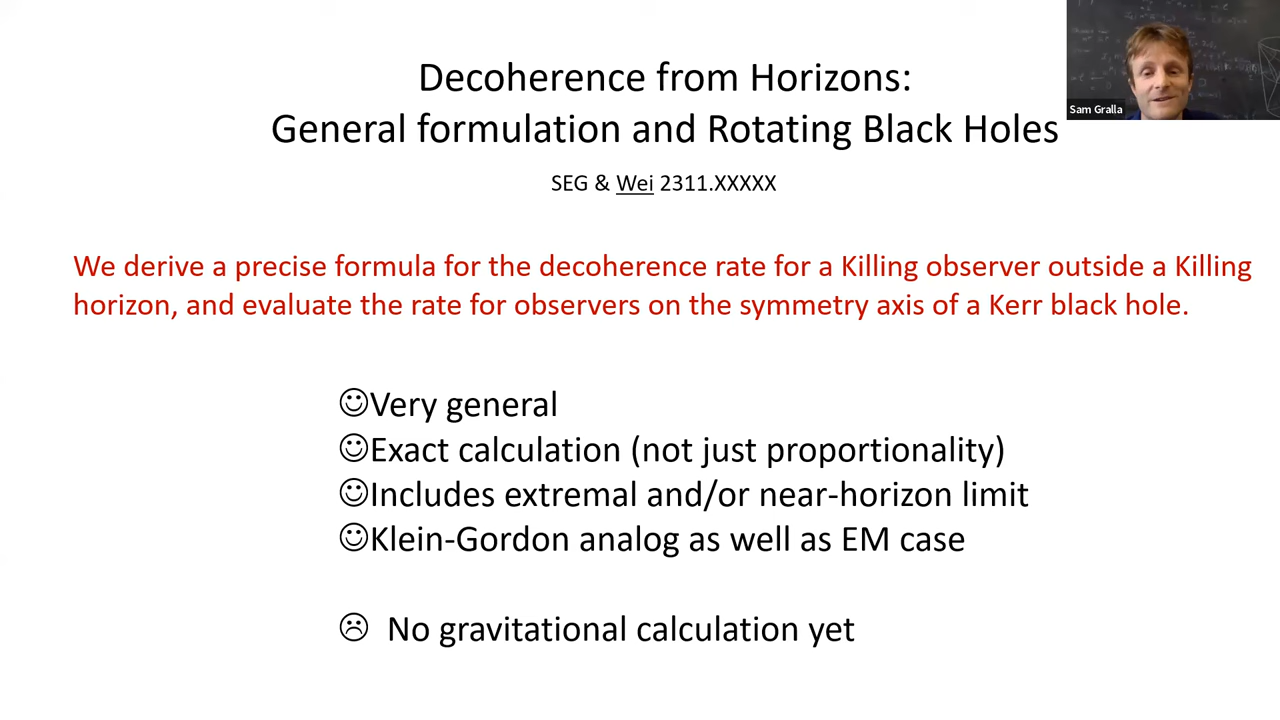 Decoherence from Horizons:
General formulation and Rotating Black Holes
Sam Gralla
SEG & Wei 2311.XXXXX
We derive a precise formula for the decoherence rate for a Killing observer outside a Killing
horizon, and evaluate the rate for observers on the symmetry axis of a Kerr black hole.
☺Very general
☺Exact calculation (not just proportionality)
☺Includes extremal and/or near-horizon limit
☺Klein-Gordon analog as well as EM case
☹ No gravitational calculation yet